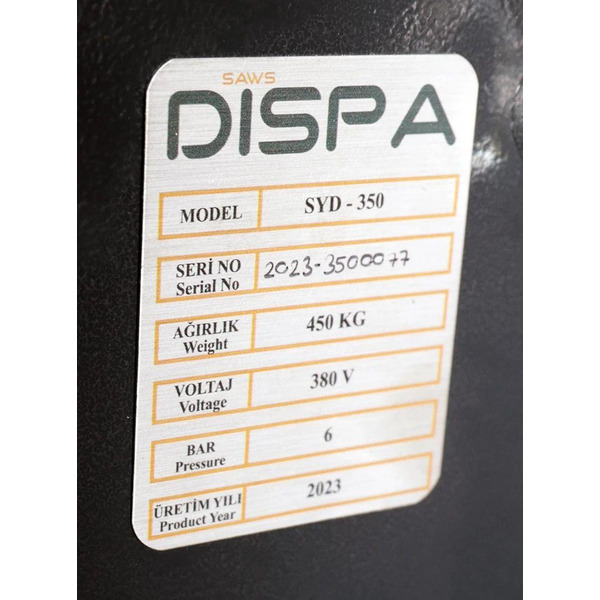 SAWS
DISPA
MODEL SYD - 350
SERİ NO 2023-3500077
Serial No
AĞIRLIK 450 KG
Weight
VOLTAJ 380 V
Voltage
BAR 6
Pressure
ÜRETİM YILI 2023
Product Year